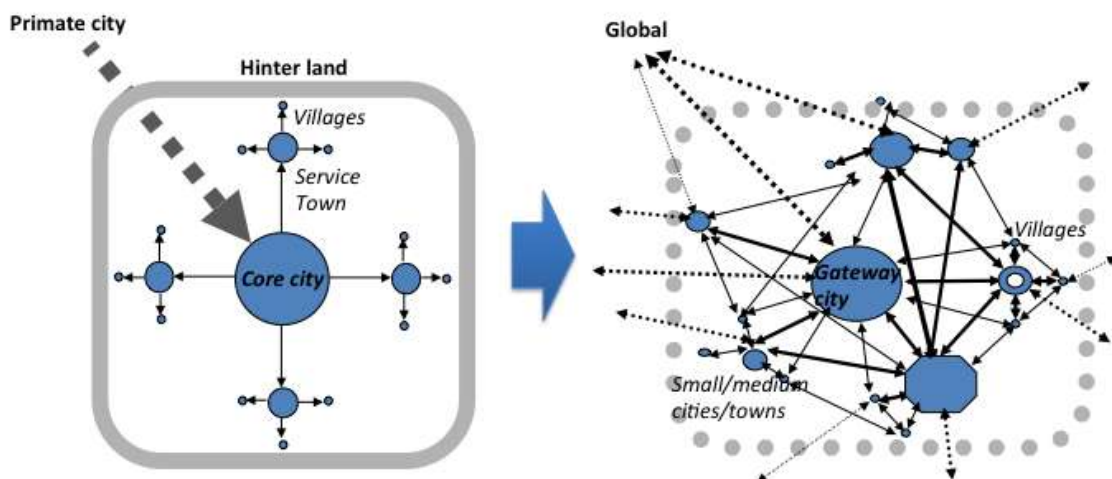 Primate city
Hinter land
Villages
Service
Town
Core city
Global
Villages
Gateway
city
Small/medium
cities/towns